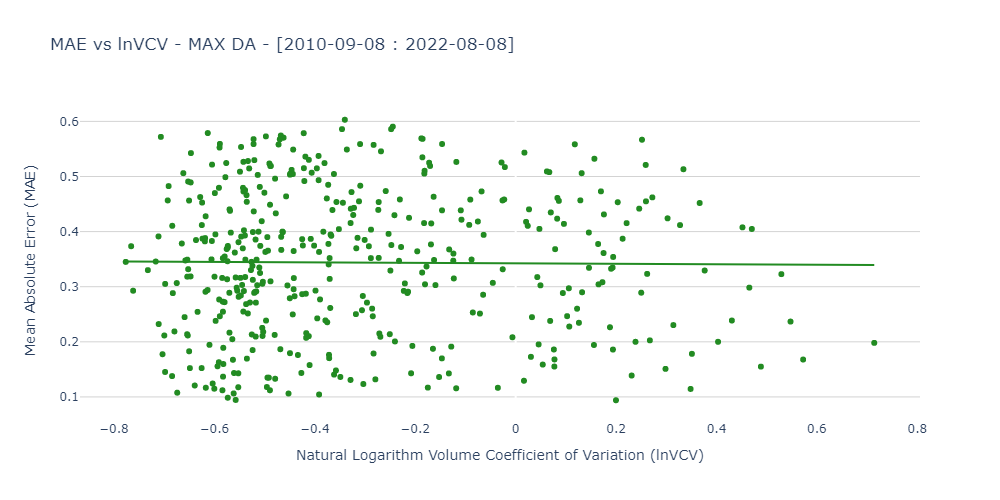 MAE vs lnVCV - MAX DA - [2010-09-08 : 2022-08-08]
Mean Absolute Error (MAE)
0.6
0.5
0.4
0.3
0.2
0.1
−0.8 −0.6 −0.4 −0.2 0 0.2 0.4 0.6 0.8
Natural Logarithm Volume Coefficient of Variation (lnVCV)